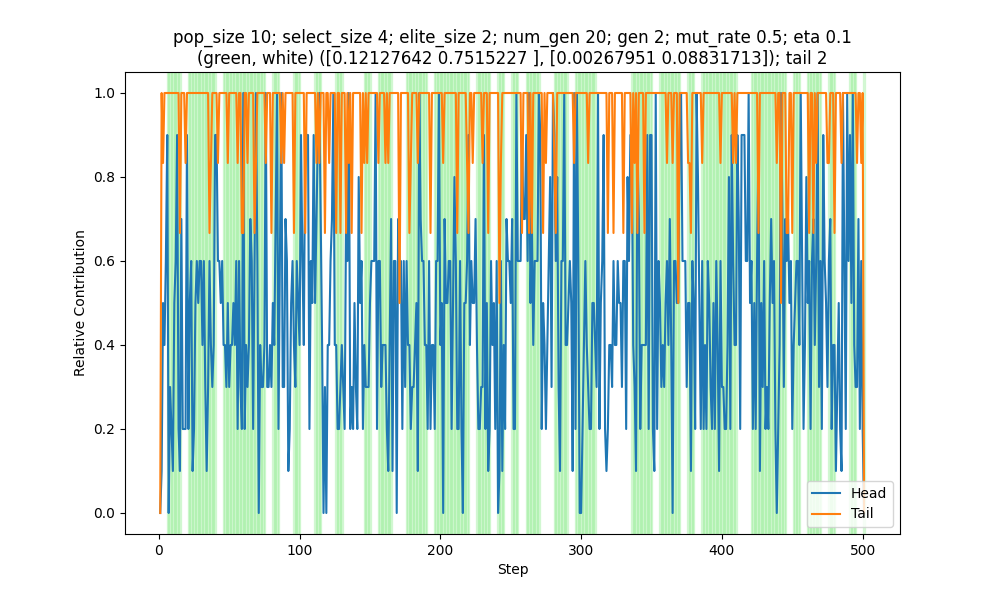 pop_size 10; select_size 4; elite_size 2; num_gen 20; gen 2; mut_rate 0.5; eta 0.1
(green, white) ([0.12127642 0.7515227 ], [0.00267951 0.08831713]); tail 2
Relative Contribution
1.0
0.8
0.6
0.4
0.2
0.0
Head
Tail
0
100
200
300
400
500
Step